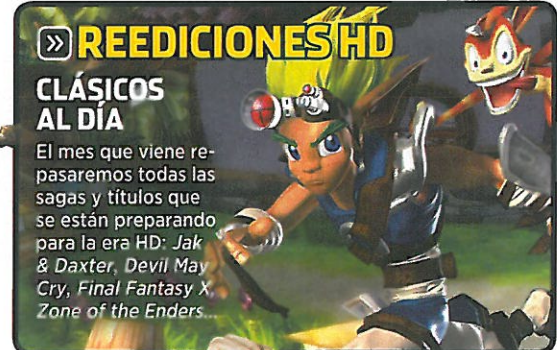 » REEDICIONES HD
CLÁSICOS
AL DÍA
El mes que viene re-
pasaremos todas las
sagas y títulos que
se están preparando
para la era HD: Jak
& Daxter, Devil May
Cry, Final Fantasy X,
Zone of the Enders...